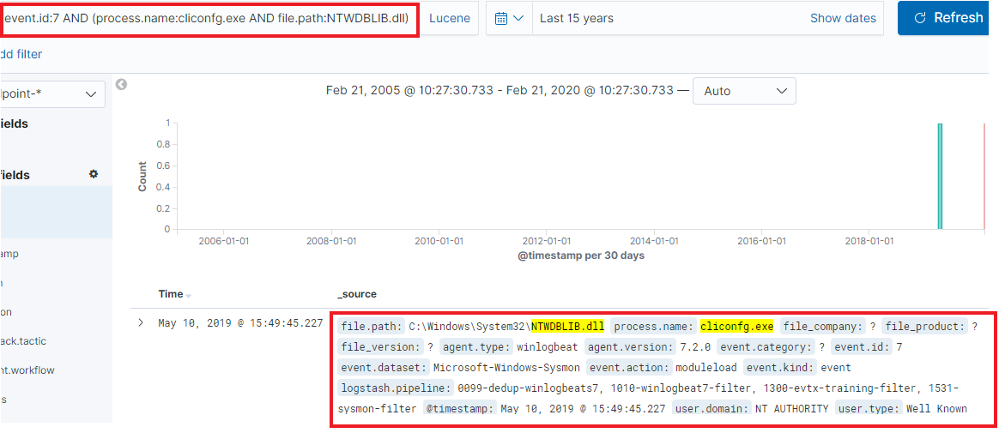 event.id:7 AND (process.name:cliconfg.exe AND file.path:NTWDBLIB.dll) Lucene Last 15 years Show dates Refresh
dd filter
lpoint-*
Feb 21, 2005 @ 10:27:30.733 - Feb 21, 2020 @ 10:27:30.733 — Auto
ields
ields
amp
n
ion
ack.tactic
nt.workflow
s
Count
1
0.8
0.6
0.4
0.2
0
2006-01-01 2008-01-01 2010-01-01 2012-01-01 2014-01-01 2016-01-01 2018-01-01
@timestamp per 30 days
Time _source
May 10, 2019 @ 15:49:45.227
file.path: C:\Windows\System32\NTWDBLIB.dll process.name: cliconfg.exe file_company: ? file_product: ?
file_version: ? agent.type: winlogbeat agent.version: 7.2.0 event.category: ? event.id: 7
event.dataset: Microsoft-Windows-Sysmon event.action: moduleload event.kind: event
logstash.pipeline: 0099-dedup-winlogbeats7, 1010-winlogbeat7-filter, 1300-evtx-training-filter, 1531-
sysmon-filter @timestamp: May 10, 2019 @ 15:49:45.227 user.domain: NT AUTHORITY user.type: Well Known